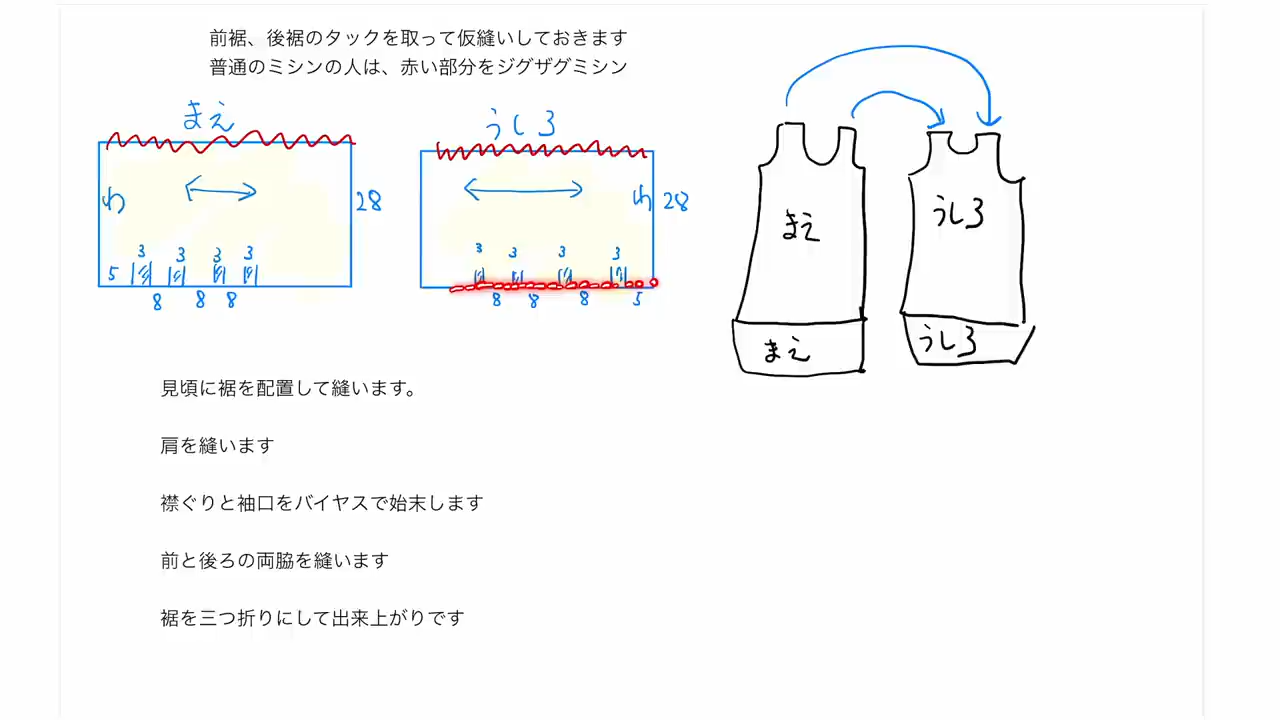 前裾、後裾のタックを取って仮縫いしておきます
普通のミシンの人は、赤い部分をジグザグミシン
まえ
わ
28
3 3 3 3
5
8 8 8
うしろ
わ
28
3 3 3 3
8 8 8 5
まえ
うしろ
まえ
うしろ
見頃に裾を配置して縫います。
肩を縫います
襟ぐりと袖口をバイヤスで始末します
前と後ろの両脇を縫います
裾を三つ折りにして出来上がりです